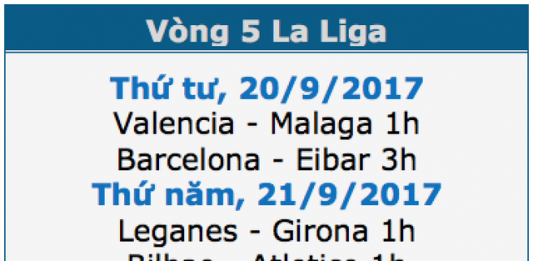 Vòng 5 La Liga
Thứ tư, 20/9/2017
Valencia - Malaga 1h
Barcelona - Eibar 3h
Thứ năm, 21/9/2017
Leganes - Girona 1h
Bilbao - Atletico 1h